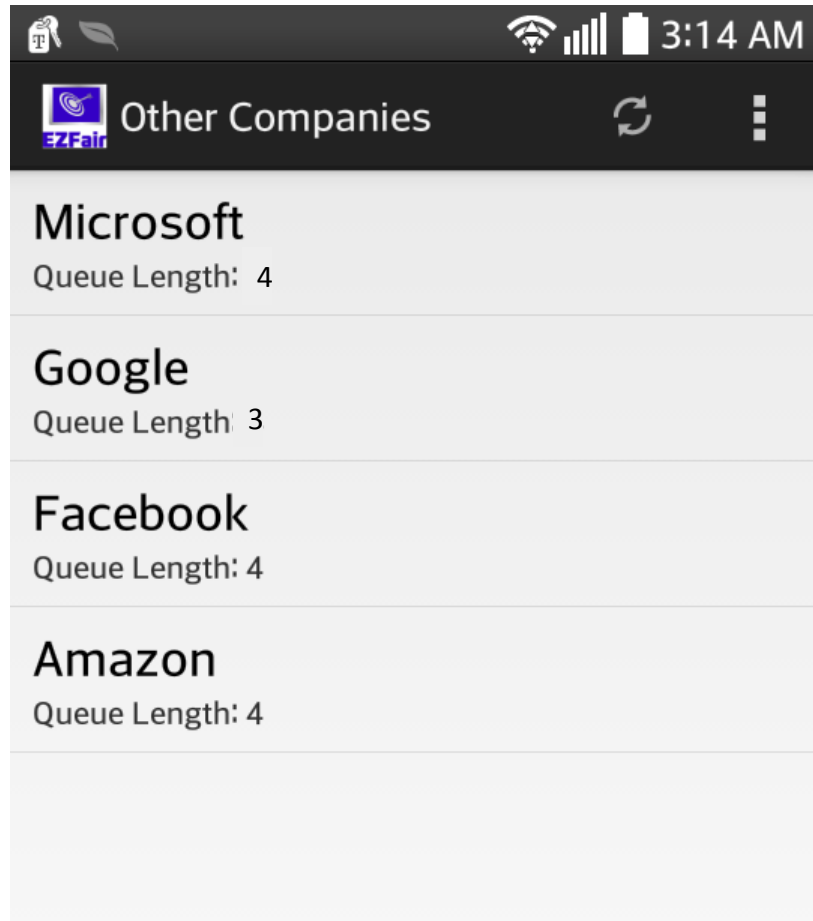 T 3:14 AM
EZFair Other Companies
Microsoft
Queue Length: 4
Google
Queue Length: 3
Facebook
Queue Length: 4
Amazon
Queue Length: 4